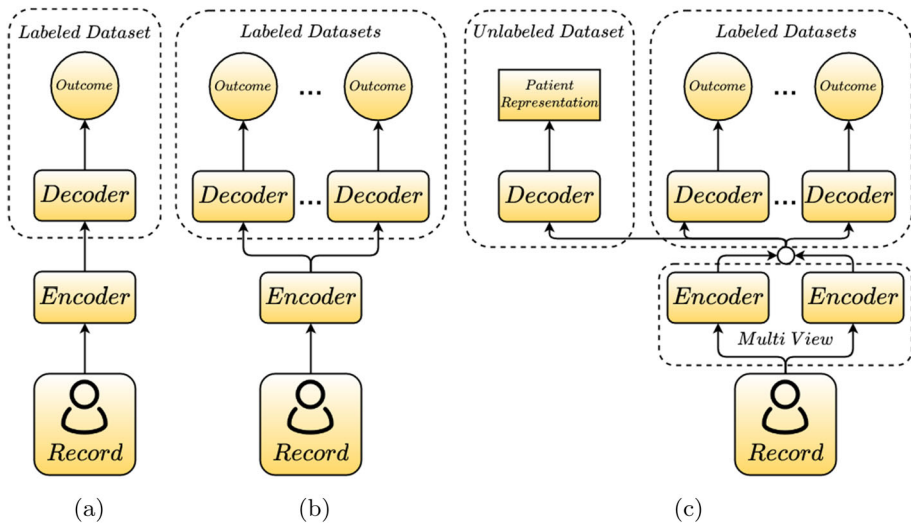 Labeled Dataset
Outcome
Decoder
Encoder
Record
(a)
Labeled Datasets
Outcome ... Outcome
Decoder ... Decoder
Encoder
Record
(b)
Unlabeled Dataset
Patient
Representation
Decoder
Labeled Datasets
Outcome ... Outcome
Decoder ... Decoder
Encoder Encoder
Multi View
Record
(c)